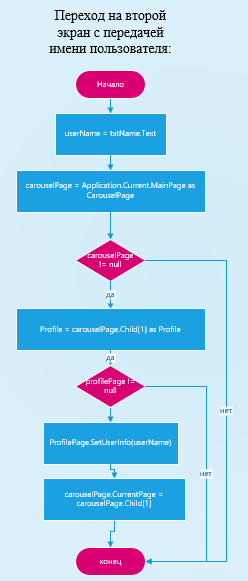 Переход на второй
экран с передачей
имени пользователя:
Начало
userName = txtName.Text
carouselPage = Application.Current.MainPage as
CarouselPage
carouselPage
!= null
да
Profile = carouselPage.Child[1] as Profile
да
profilePage !=
null
нет
ProfilePage.SetUserInfo(userName)
нет
carouselPage.CurrentPage =
carouselPage.Child[1]
конец